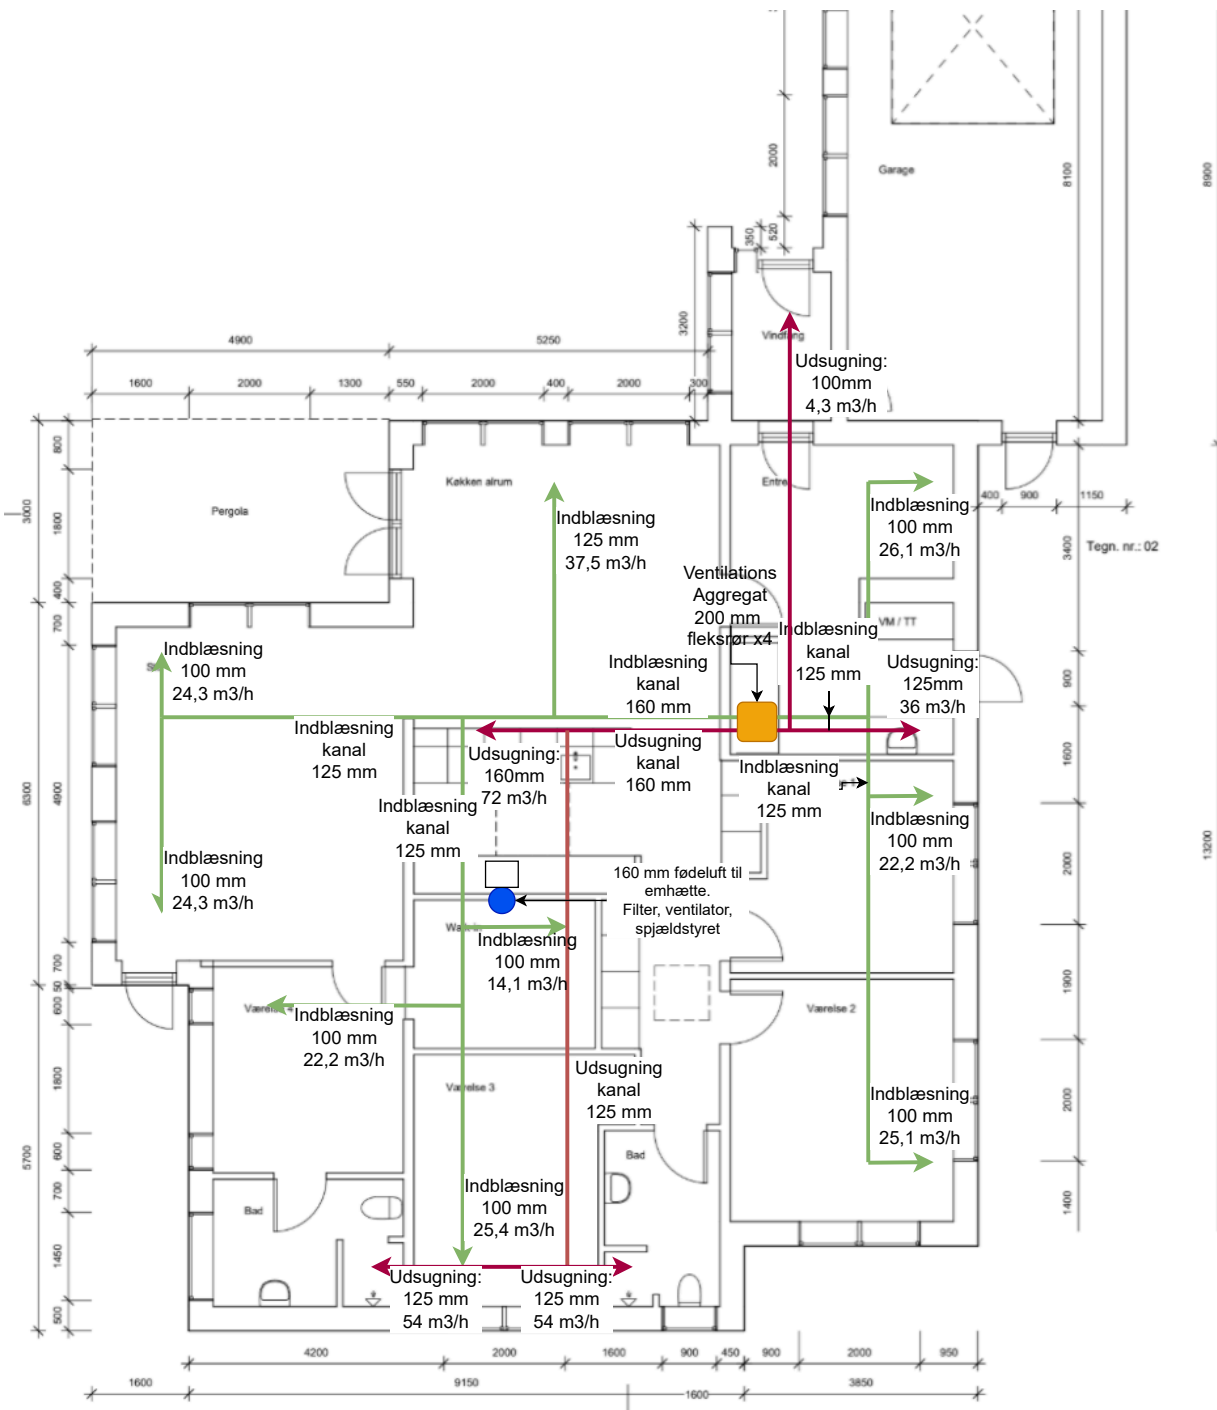 Garage
2000
8100
8900
350
520
3200
4900
5250
Vindfang
1600
2000
1300
550
2000
400
2000
300
Udsugning:
100mm
4,3 m3/h
800
3000
1800
400
Pergola
Køkken alrum
Entre
Indblæsning
125 mm
37,5 m3/h
Indblæsning
100 mm
26,1 m3/h
400
900
1150
3400
Tegn. nr.: 02
Ventilations
Aggregat
200 mm
fleksrør x4
Indblæsning
kanal
125 mm
VM / TT
700
Indblæsning
100 mm
24,3 m3/h
Indblæsning
kanal
160 mm
Udsugning:
125mm
36 m3/h
900
Indblæsning
kanal
125 mm
Udsugning:
160mm
72 m3/h
Udsugning
kanal
160 mm
Indblæsning
kanal
125 mm
1600
6300
4900
Indblæsning
kanal
125 mm
Indblæsning
100 mm
22,2 m3/h
2000
13200
Indblæsning
100 mm
24,3 m3/h
160 mm fødeluft til
emhætte.
Filter, ventilator,
spjældstyret
Indblæsning
100 mm
14,1 m3/h
700
50
600
1900
Indblæsning
100 mm
22,2 m3/h
Værelse 2
Værelse 3
Udsugning
kanal
125 mm
1800
Indblæsning
100 mm
25,1 m3/h
2000
5700
600
700
Bad
Bad
Indblæsning
100 mm
25,4 m3/h
1400
1450
500
Udsugning:
125 mm
54 m3/h
Udsugning:
125 mm
54 m3/h
4200
2000
1600
900
450
900
2000
950
1600
9150
1600
3850